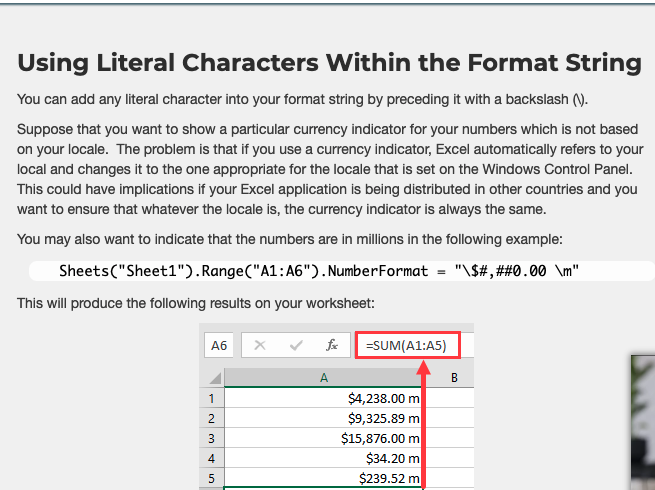 Using Literal Characters Within the Format String
You can add any literal character into your format string by preceding it with a backslash (\).
Suppose that you want to show a particular currency indicator for your numbers which is not based
on your locale.  The problem is that if you use a currency indicator, Excel automatically refers to your
local and changes it to the one appropriate for the locale that is set on the Windows Control Panel.
This could have implications if your Excel application is being distributed in other countries and you
want to ensure that whatever the locale is, the currency indicator is always the same.
You may also want to indicate that the numbers are in millions in the following example:
Sheets("Sheet1").Range("A1:A6").NumberFormat = "\$#,##0.00 \m"
This will produce the following results on your worksheet:
A6 fx =SUM(A1:A5)
A B
1 $4,238.00 m
2 $9,325.89 m
3 $15,876.00 m
4 $34.20 m
5 $239.52 m